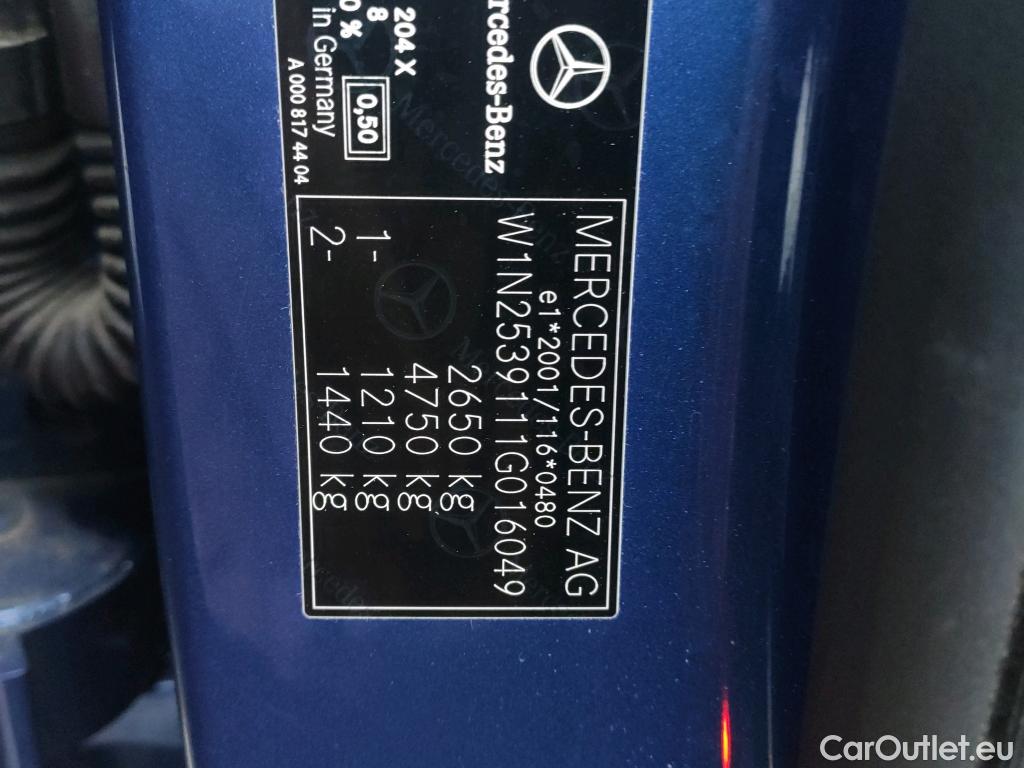 204 X
8
0 %
in Germany
0,50
A 000 817 44 04
rcedes-Benz
MERCEDES-BENZ AG
e1*2001/116*0480
W1N2539111G016049
2650 kg
4750 kg
1- 1210 kg
2- 1440 kg
CarOutlet.eu